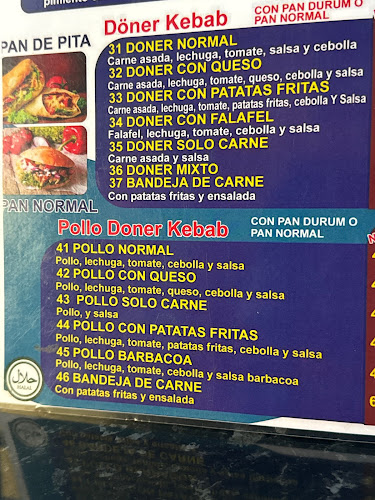 Döner Kebab
CON PAN DURUM O
PAN NORMAL
PAN DE PITA
31 DONER NORMAL
Carne asada, lechuga, tomate, salsa y cebolla
32 DONER CON QUESO
Carne asada, lechuga, tomate, queso, cebolla y salsa
33 DONER CON PATATAS FRITAS
Carne asada, lechuga, tomate, patatas fritas, cebolla Y Salsa
34 DONER CON FALAFEL
Falafel, lechuga, tomate, cebolla y salsa
35 DONER SOLO CARNE
Carne asada y salsa
36 DONER MIXTO
37 BANDEJA DE CARNE
Con patatas fritas y ensalada
PAN NORMAL
Pollo Doner Kebab
CON PAN DURUM O
PAN NORMAL
41 POLLO NORMAL
Pollo, lechuga, tomate, cebolla y salsa
42 POLLO CON QUESO
Pollo, lechuga, tomate, queso, cebolla y salsa
43 POLLO SOLO CARNE
Pollo, y salsa
44 POLLO CON PATATAS FRITAS
Pollo, lechuga, tomate, patatas fritas, cebolla y salsa
45 POLLO BARBACOA
Pollo, lechuga, tomate, cebolla y salsa barbacoa
46 BANDEJA DE CARNE
Con patatas fritas y ensalada
حلال
HALAL